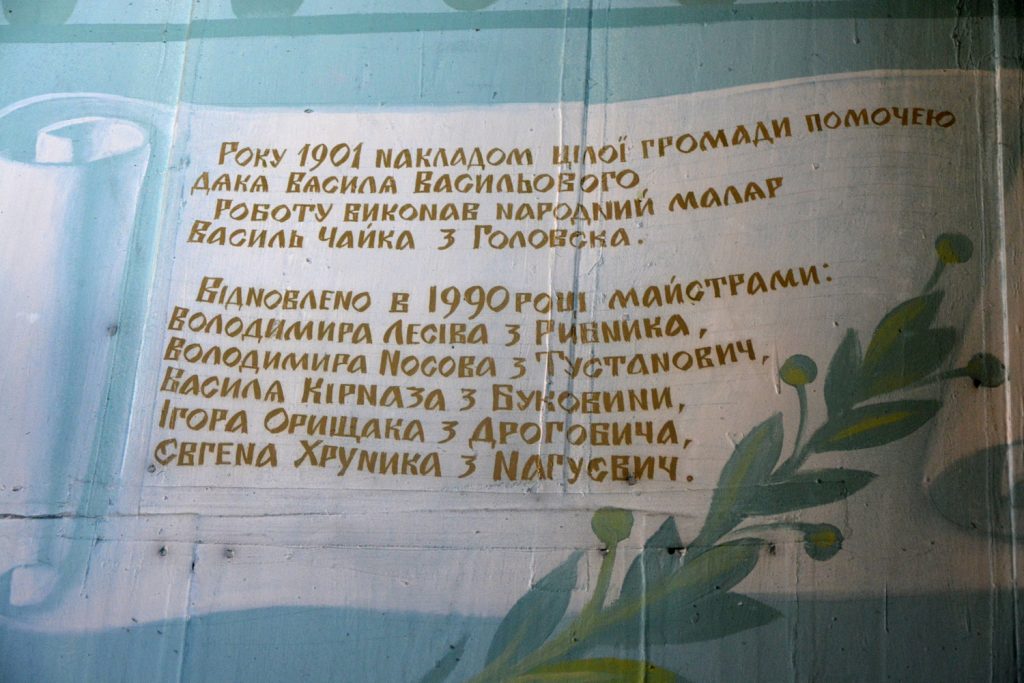 Року 1901 накладом цілої громади помочею
дяка Василя Васильового
роботу виконав народний маляр
Василь Чайка з Головска.
Відновлено в 1990 році майстрами:
Володимира Лесіва з Рибника,
Володимира Носова з Тустанович,
Василя Кірназа з Буковини,
Ігора Орищака з Дрогобича,
Євгена Хруника з Нагуєвич.